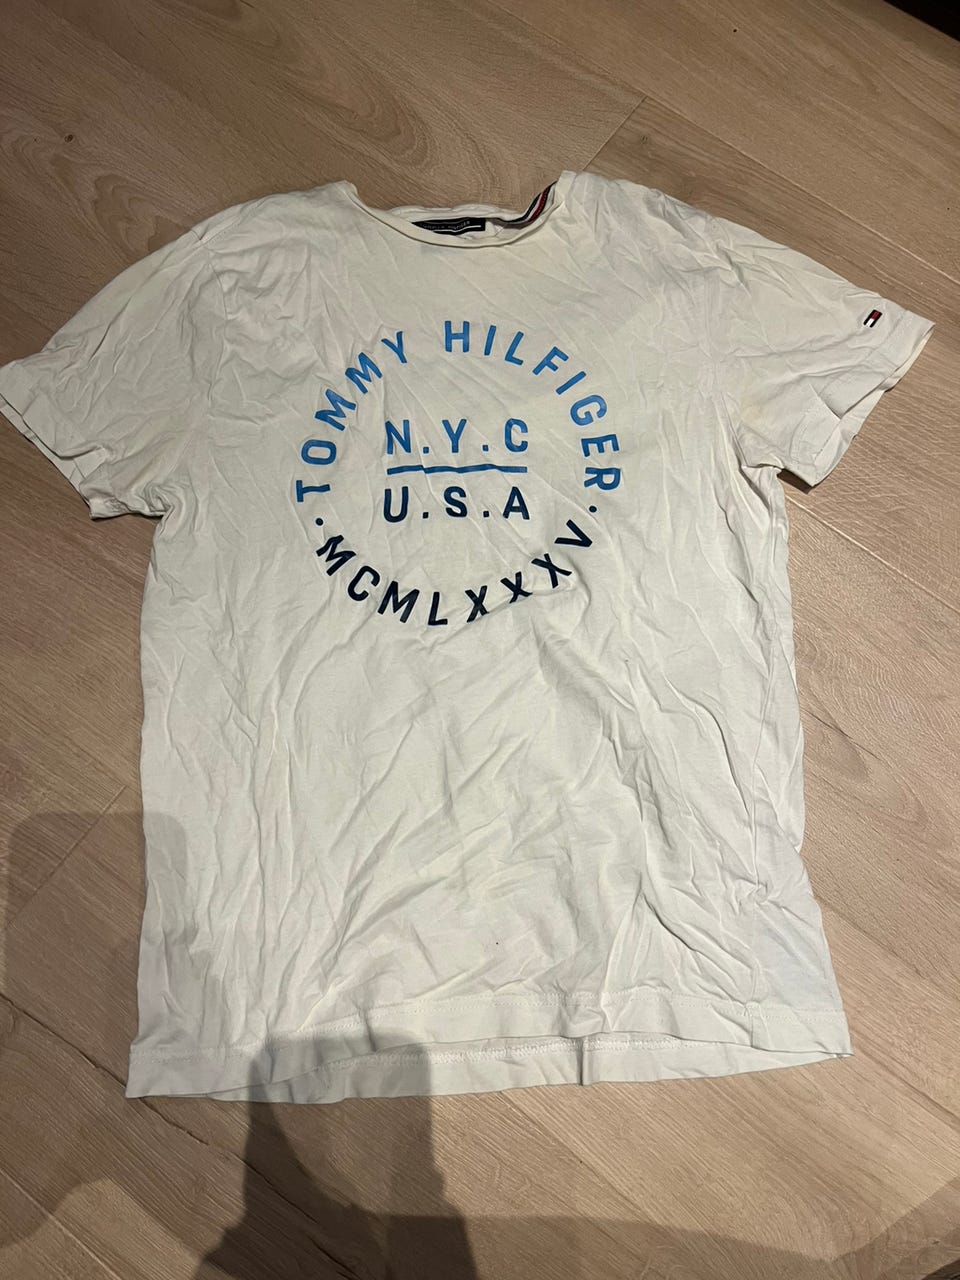 TOMMY HILFIGER
N.Y.C
U.S.A
· MCMLXXXV ·